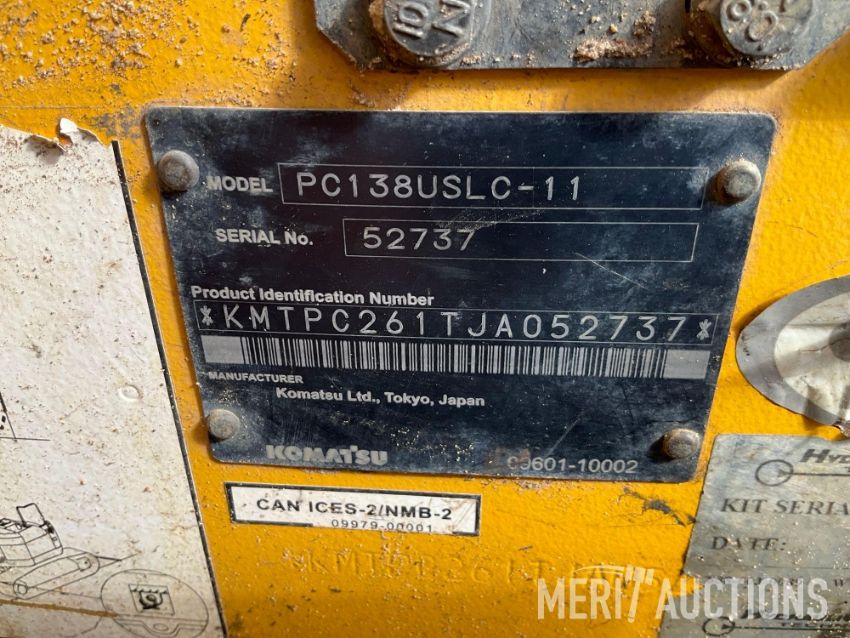 MODEL PC138USLC-11
SERIAL No. 52737
Product Identification Number
*KMTPC261TJA052737*
MANUFACTURER
Komatsu Ltd., Tokyo, Japan
KOMATSU 09601-10002
CAN ICES-2/NMB-2
09979-00001
KIT SERIA
DATE:
MERIT AUCTIONS